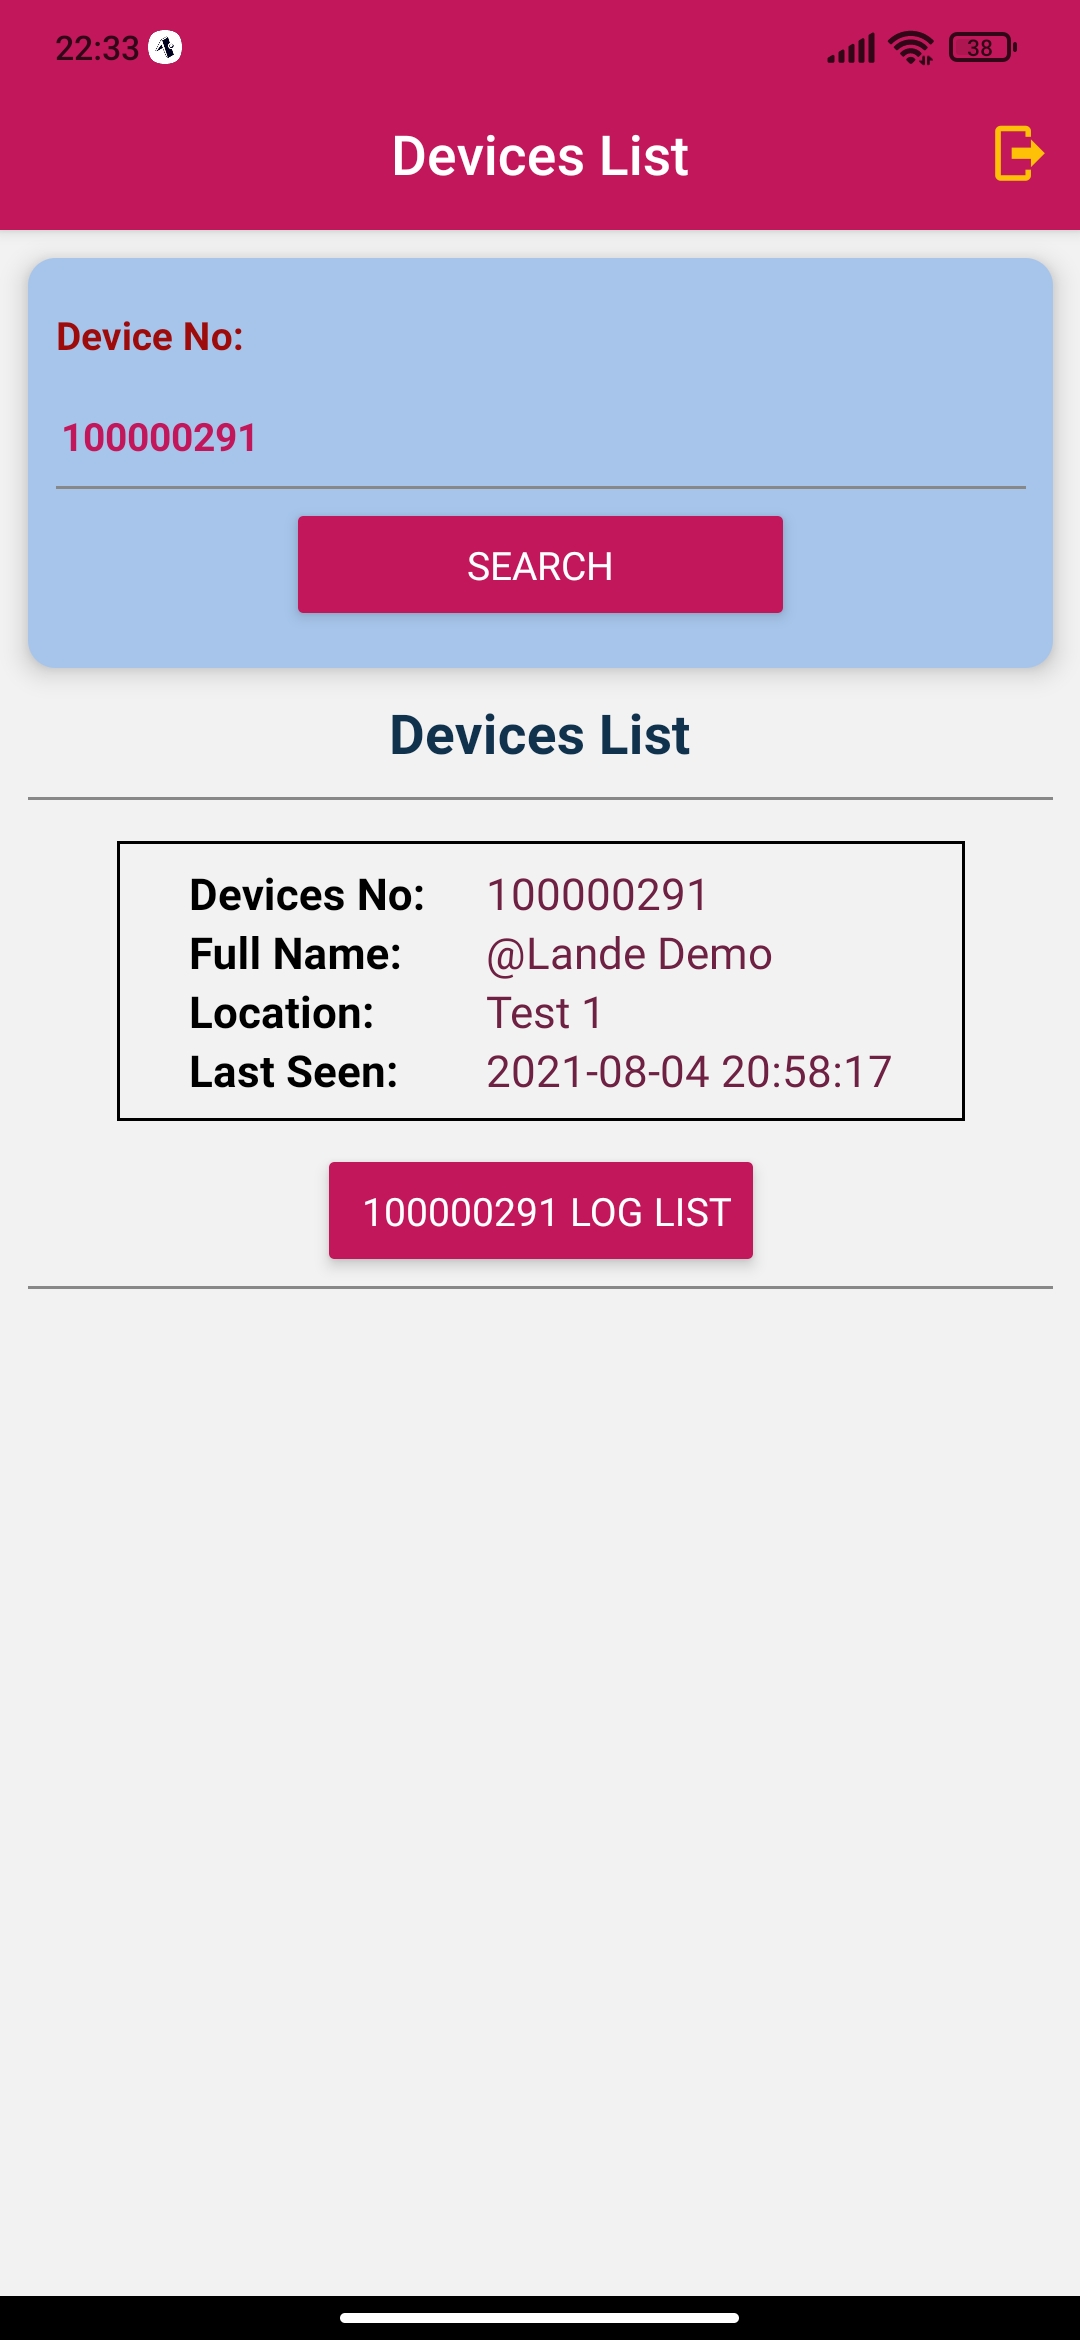 22:33
38
Devices List
Device No:
100000291
SEARCH
Devices List
Devices No: 100000291
Full Name: @Lande Demo
Location: Test 1
Last Seen: 2021-08-04 20:58:17
100000291 LOG LIST